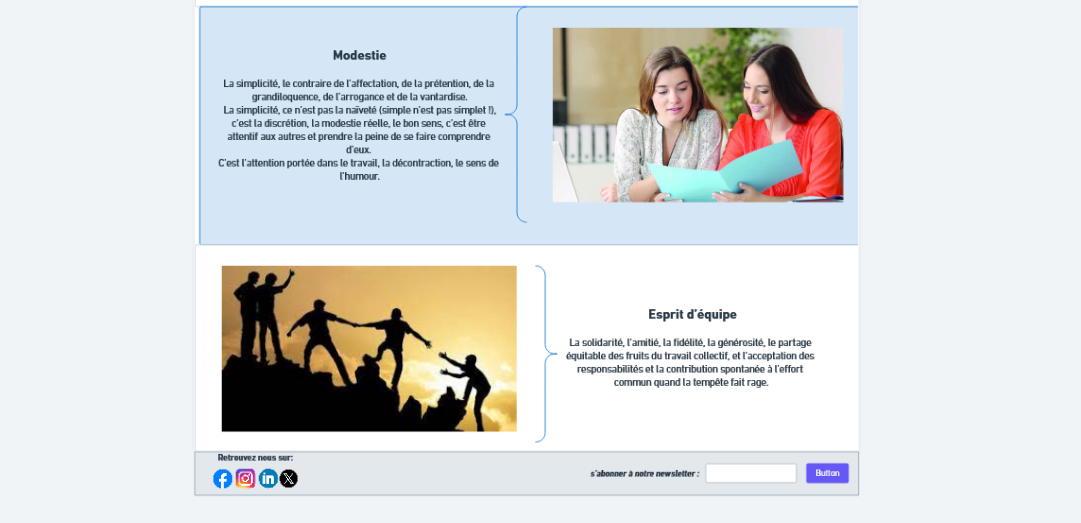 Modestie
La simplicité, le contraire de l'affectation, de la prétention, de la
grandiloquence, de l'arrogance et de la vantardise.
La simplicité, ce n'est pas la naïveté (simple n'est pas simplet !),
c'est la discrétion, la modestie réelle, le bon sens, c'est être
attentif aux autres et prendre la peine de se faire comprendre
d'eux.
C'est l'attention portée dans le travail, la décontraction, le sens de
l'humour.
Esprit d'équipe
La solidarité, l'amitié, la fidélité, la générosité, le partage
équitable des fruits du travail collectif, et l'acceptation des
responsabilités et la contribution spontanée à l'effort
commun quand la tempête fait rage.
Retrouvez nous sur:
s'abonner à notre newsletter :
Button